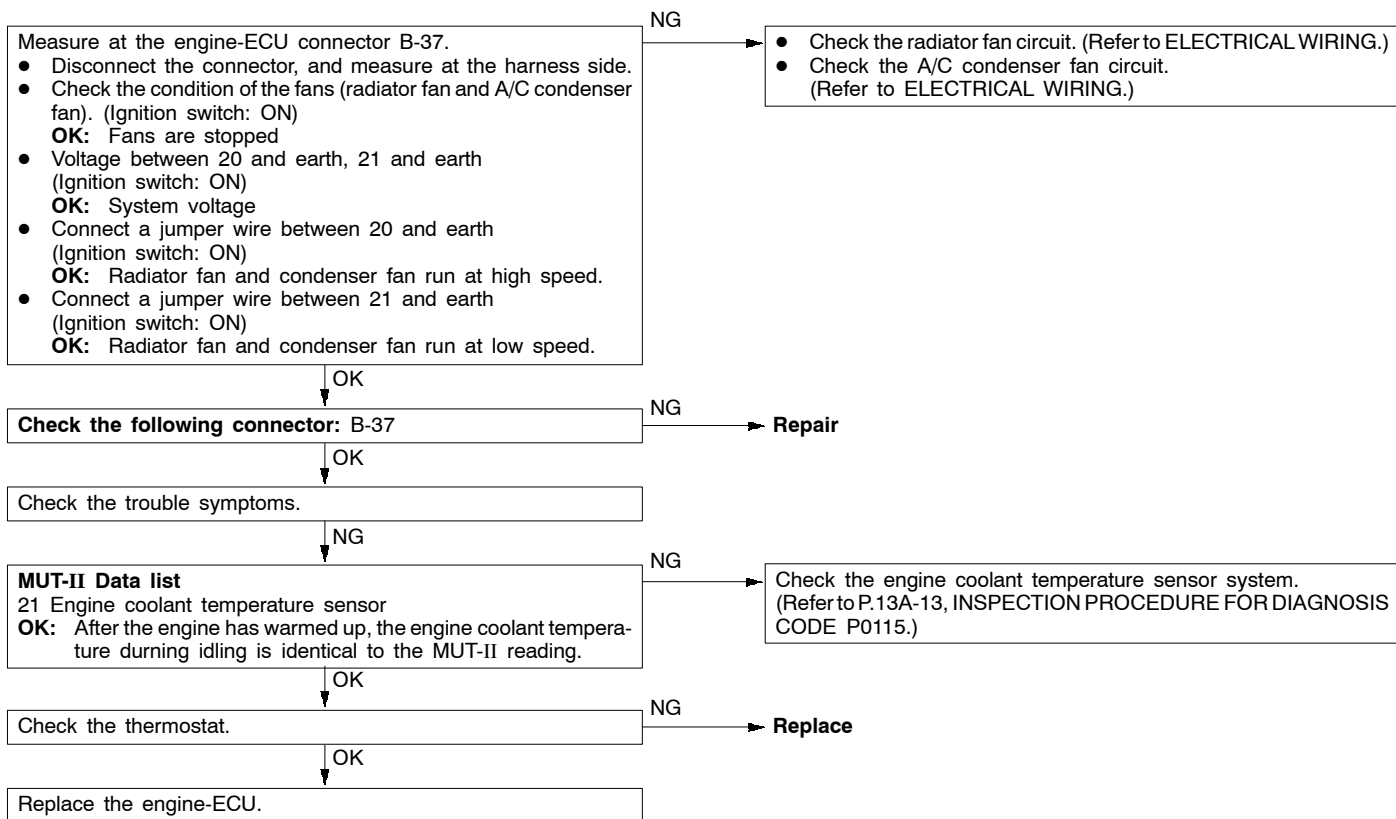 NG
Measure at the engine-ECU connector B-37.
● Disconnect the connector, and measure at the harness side.
● Check the condition of the fans (radiator fan and A/C condenser
fan). (Ignition switch: ON)
OK: Fans are stopped
● Voltage between 20 and earth, 21 and earth
(Ignition switch: ON)
OK: System voltage
● Connect a jumper wire between 20 and earth
(Ignition switch: ON)
OK: Radiator fan and condenser fan run at high speed.
● Connect a jumper wire between 21 and earth
(Ignition switch: ON)
OK: Radiator fan and condenser fan run at low speed.
● Check the radiator fan circuit. (Refer to ELECTRICAL WIRING.)
● Check the A/C condenser fan circuit.
(Refer to ELECTRICAL WIRING.)
OK
Check the following connector: B-37
NG
Repair
OK
Check the trouble symptoms.
NG
MUT-II Data list
21 Engine coolant temperature sensor
OK: After the engine has warmed up, the engine coolant tempera-
ture durning idling is identical to the MUT-II reading.
NG
Check the engine coolant temperature sensor system.
(Refer to P.13A-13, INSPECTION PROCEDURE FOR DIAGNOSIS
CODE P0115.)
OK
Check the thermostat.
NG
Replace
OK
Replace the engine-ECU.